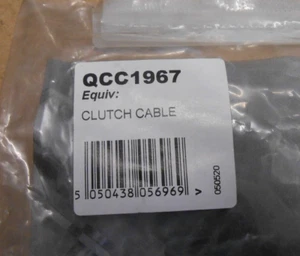 QCC1967
Equiv:
CLUTCH CABLE
5 050438 056969 >
050520